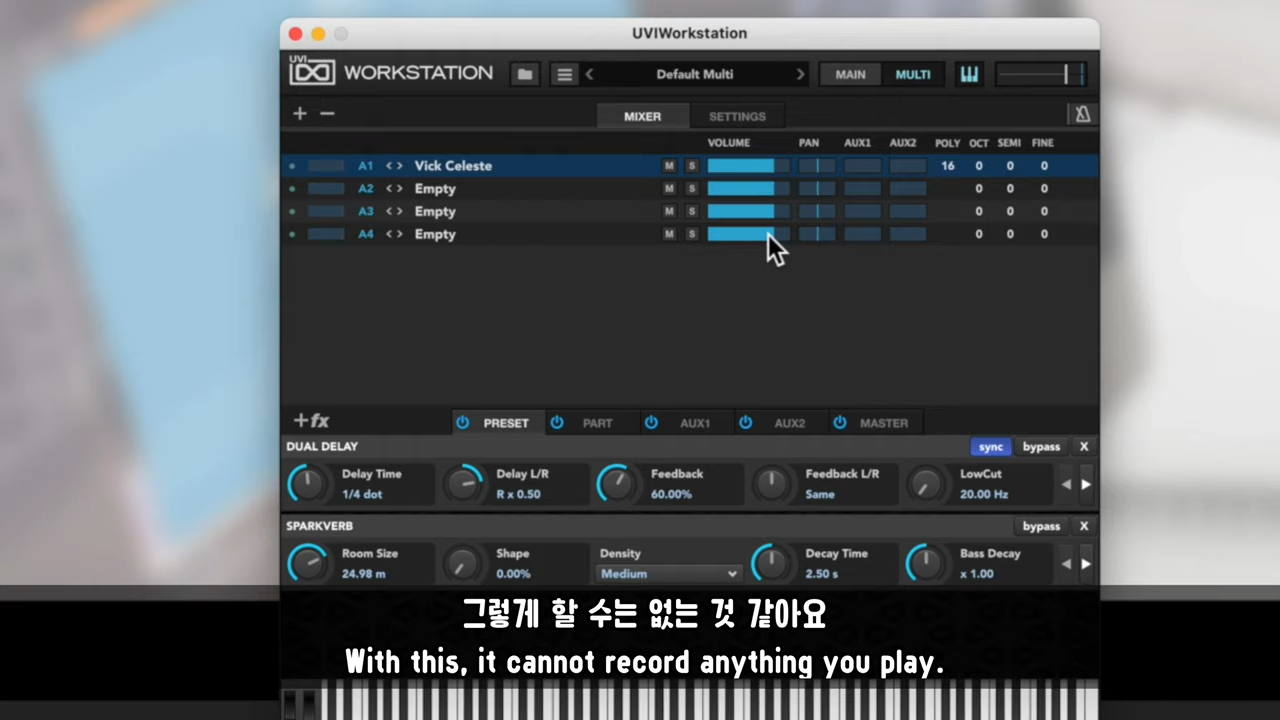 UVIWorkstation
UVI WORKSTATION Default Multi MAIN MULTI
+ − MIXER SETTINGS
VOLUME PAN AUX1 AUX2 POLY OCT SEMI FINE
A1 < > Vick Celeste M S 16 0 0 0
A2 < > Empty M S 0 0 0
A3 < > Empty M S 0 0 0
A4 < > Empty M S 0 0 0
+fx PRESET PART AUX1 AUX2 MASTER
DUAL DELAY sync bypass X
Delay Time Delay L/R Feedback Feedback L/R LowCut
1/4 dot R x 0.50 60.00% Same 20.00 Hz
SPARKVERB bypass X
Room Size Shape Density Decay Time Bass Decay
24.98 m 0.00% Medium 2.50 s x 1.00
그렇게 할 수는 없는 것 같아요
With this, it cannot record anything you play.